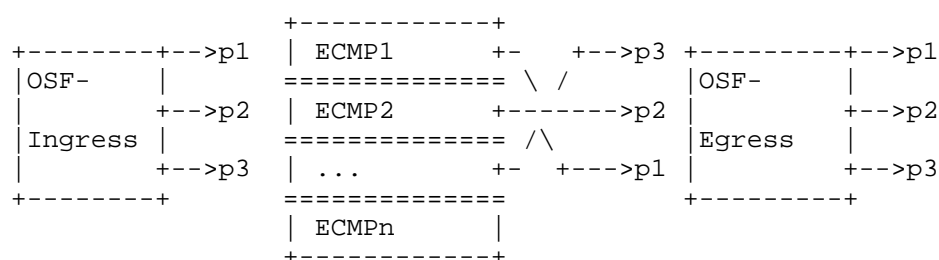 +------------+
+--------+-->p1  | ECMP1      +-   +-->p3 +---------+-->p1
|OSF-    |       ============== \ /       |OSF-     |
|        +-->p2  | ECMP2      +------->p2 |         +-->p2
|Ingress |       ============== /\        |Egress   |
|        +-->p3  | ...        +-  +--->p1 |         +-->p3
+--------+       ==============           +---------+
                 | ECMPn      |
                 +------------+